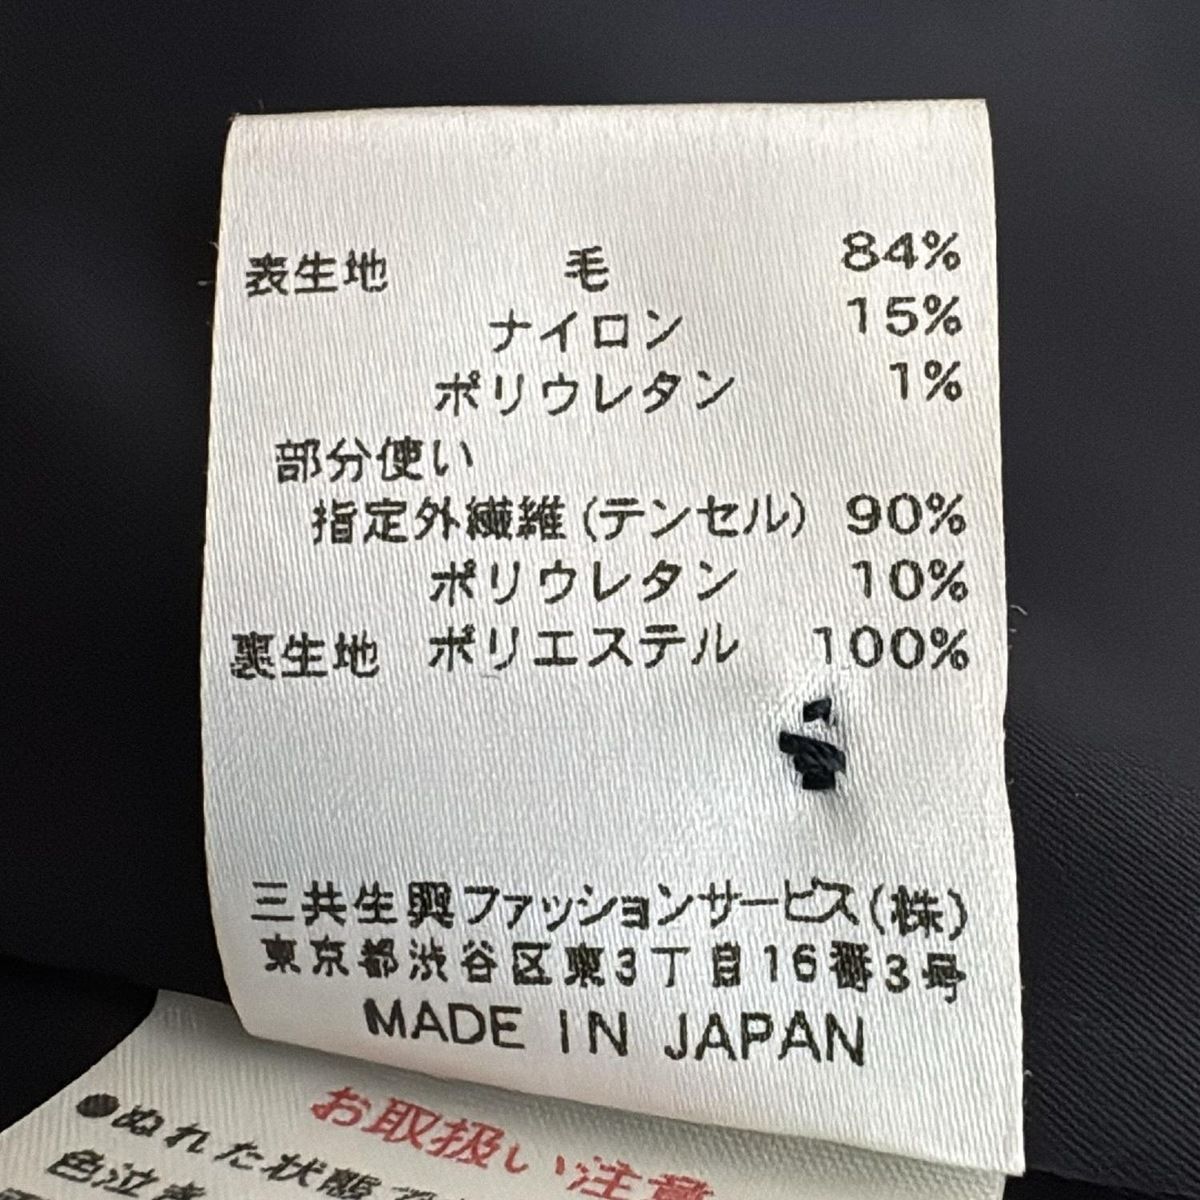 表生地 毛 84%
ナイロン 15%
ポリウレタン 1%
部分使い
指定外繊維(テンセル) 90%
ポリウレタン 10%
裏生地 ポリエステル 100%
三共生興ファッションサービス(株)
東京都渋谷区東3丁目16番3号
MADE IN JAPAN
お取扱い注意
●ぬれた状態で
色泣き